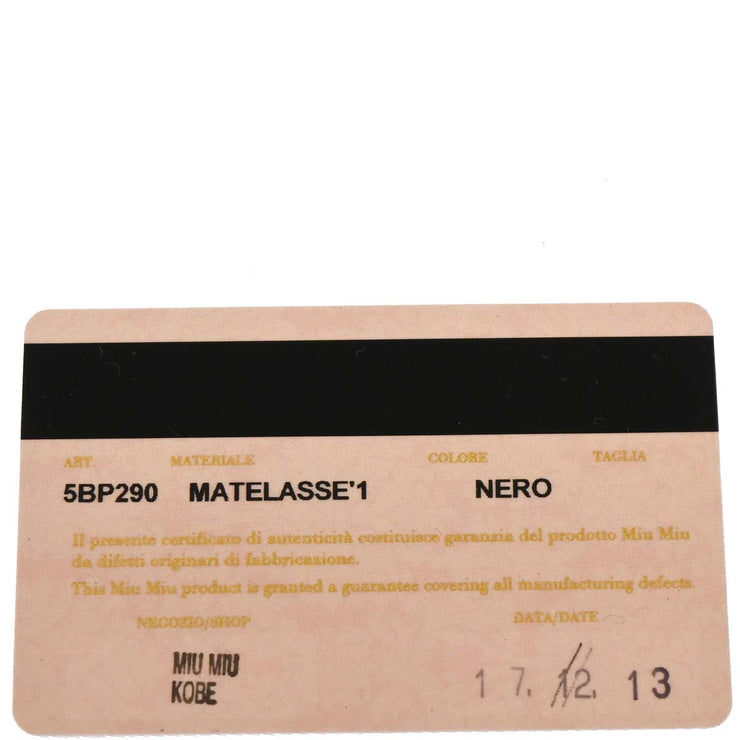 ART. MATERIALE COLORE TAGLIA
5BP290 MATELASSE'1 NERO
Il presente certificato di autenticità costituisce garanzia del prodotto Miu Miu
da difetti originari di fabbricazione.
This Miu Miu product is granted a guarantee covering all manufacturing defects.
NEGOZIO/SHOP DATA/DATE
MIU MIU
KOBE
17. 12. 13